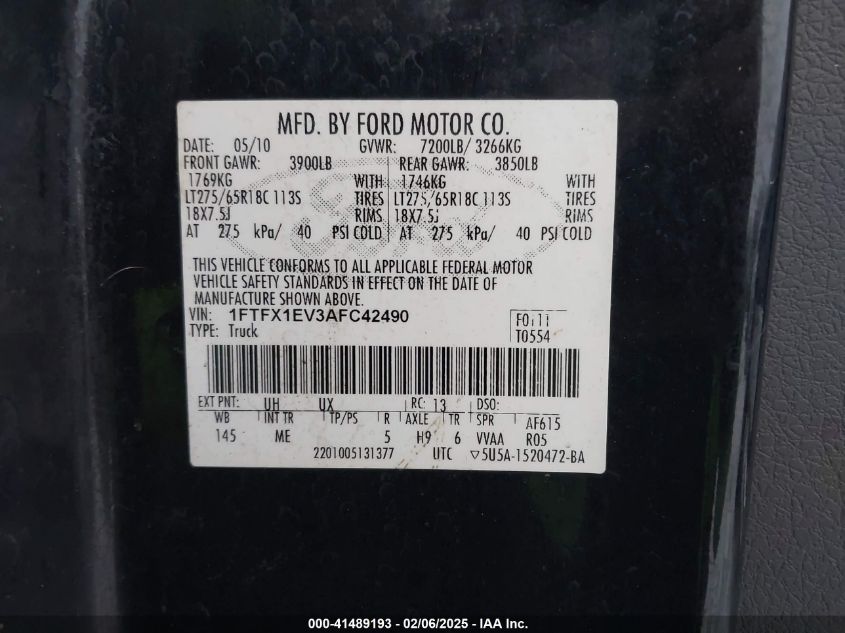 MFD. BY FORD MOTOR CO.
DATE: 05/10 GVWR: 7200LB/ 3266KG
FRONT GAWR: 3900LB REAR GAWR: 3850LB
1769KG WITH 1746KG WITH
LT275/65R18C 113S TIRES LT275/65R18C 113S TIRES
18X7.5J RIMS 18X7.5J RIMS
AT 275 kPa/ 40 PSI COLD AT 275 kPa/ 40 PSI COLD
THIS VEHICLE CONFORMS TO ALL APPLICABLE FEDERAL MOTOR
VEHICLE SAFETY STANDARDS IN EFFECT ON THE DATE OF
MANUFACTURE SHOWN ABOVE.
VIN: 1FTFX1EV3AFC42490 F0:11
TYPE: Truck T0554
EXT PNT: UH UX RC: 13 DSO:
WB INT TR TP/PS R AXLE TR SPR AF615
145 ME 5 H9 6 VVAA R05
2201005131377 UTC ▽5U5A-1520472-BA
000-41489193 - 02/06/2025 - IAA Inc.